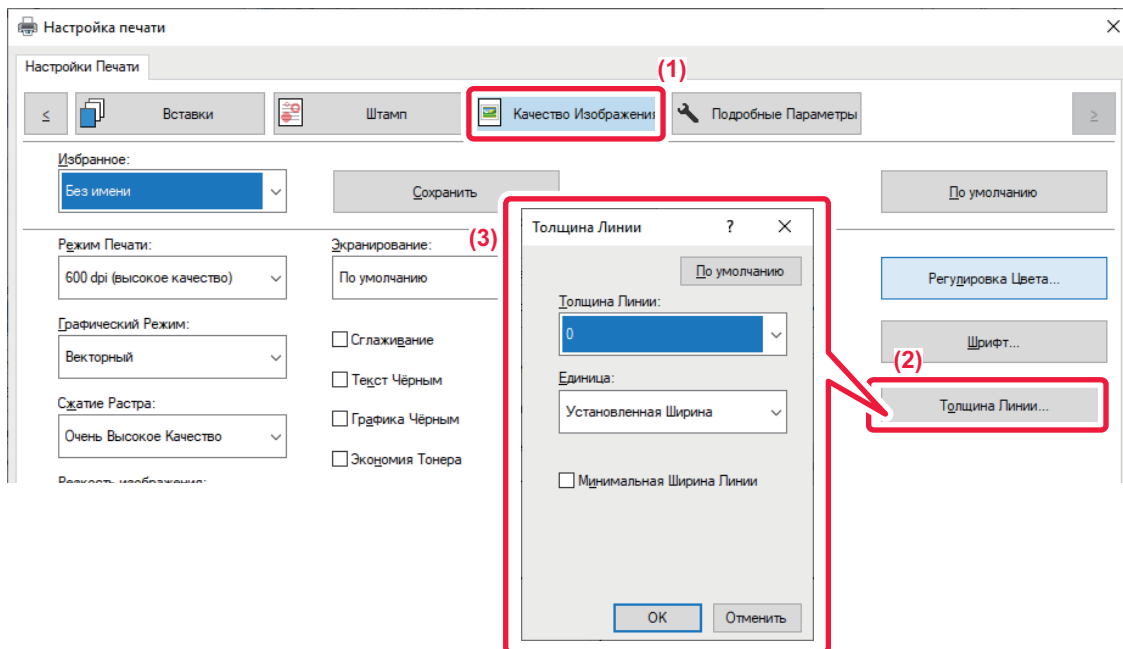 Настройка печати
Настройки Печати
(1)
<
Вставки
Штамп
Качество Изображения
Подробные Параметры
>
Избранное:
Без имени
Сохранить
По умолчанию
Режим Печати:
600 dpi (высокое качество)
Экранирование:
По умолчанию
(3)
Толщина Линии
?
По умолчанию
Толщина Линии:
0
Единица:
Установленная Ширина
Минимальная Ширина Линии
OK
Отменить
Регулировка Цвета...
Графический Режим:
Векторный
Сглаживание
Шрифт...
(2)
Текст Чёрным
Сжатие Растра:
Очень Высокое Качество
Графика Чёрным
Толщина Линии...
Экономия Тонера
Резкость изображения: